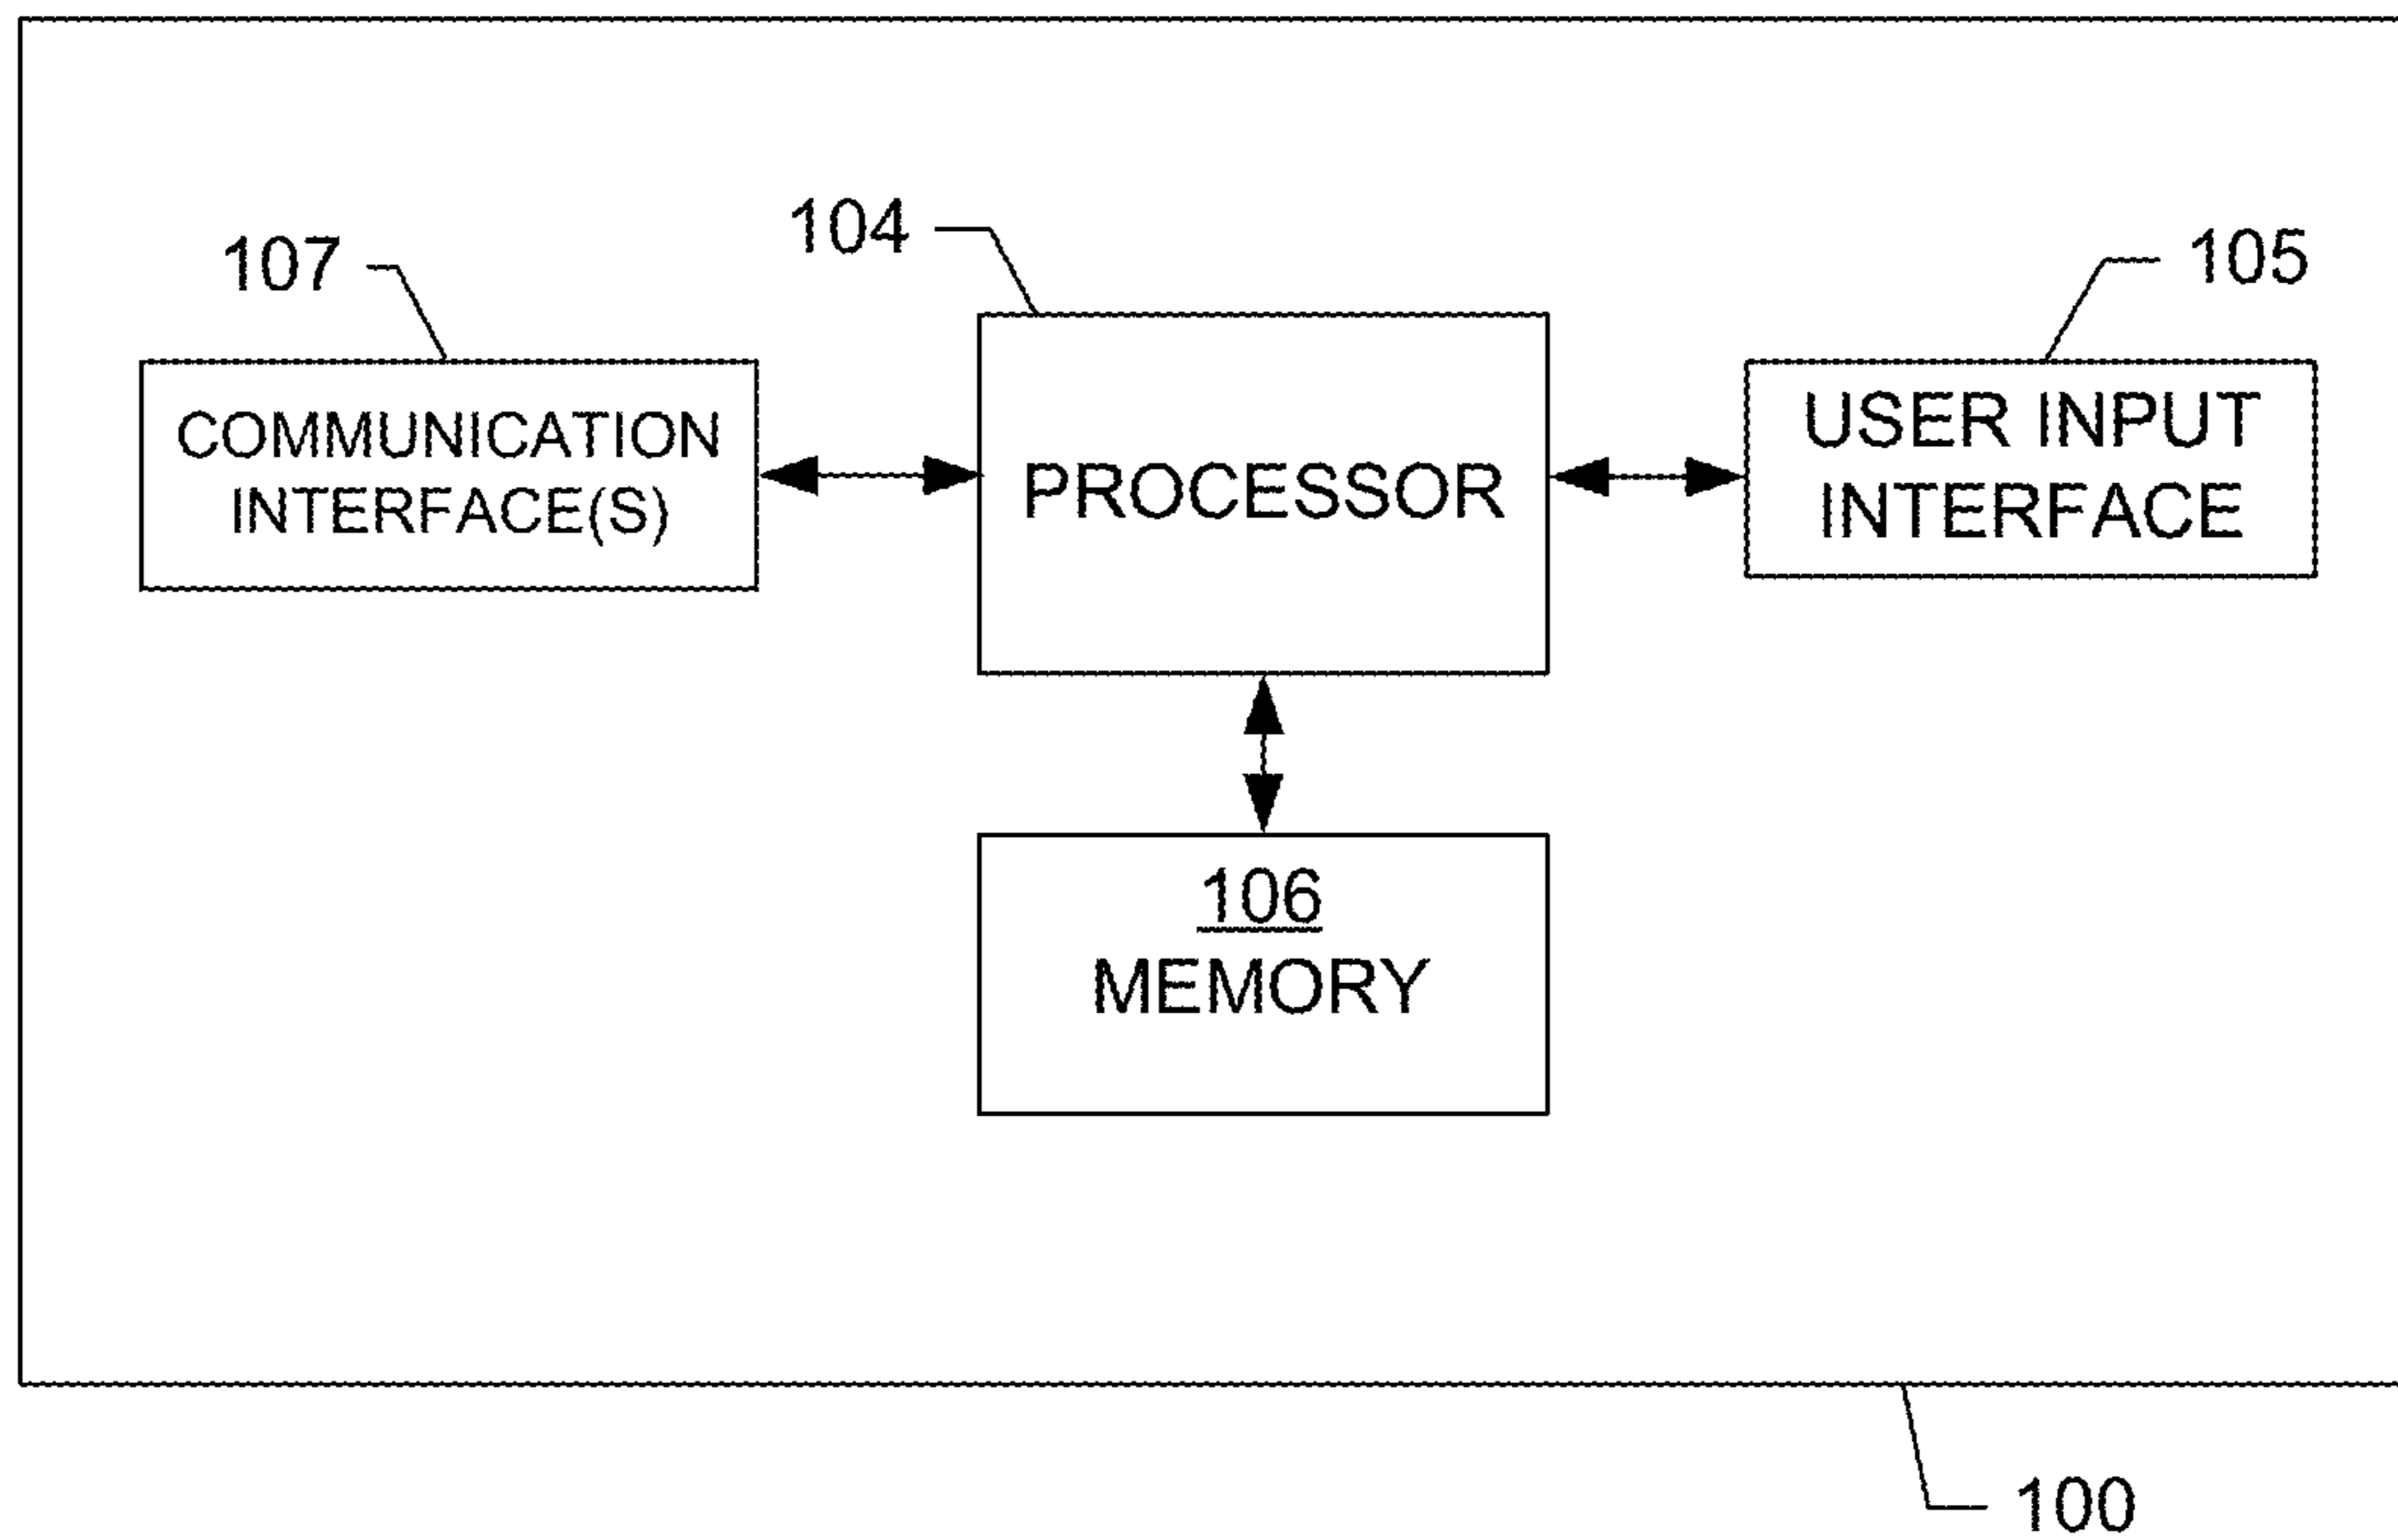 104
107
105
COMMUNICATION
INTERFACE(S)
PROCESSOR
USER INPUT
INTERFACE
106
MEMORY
100